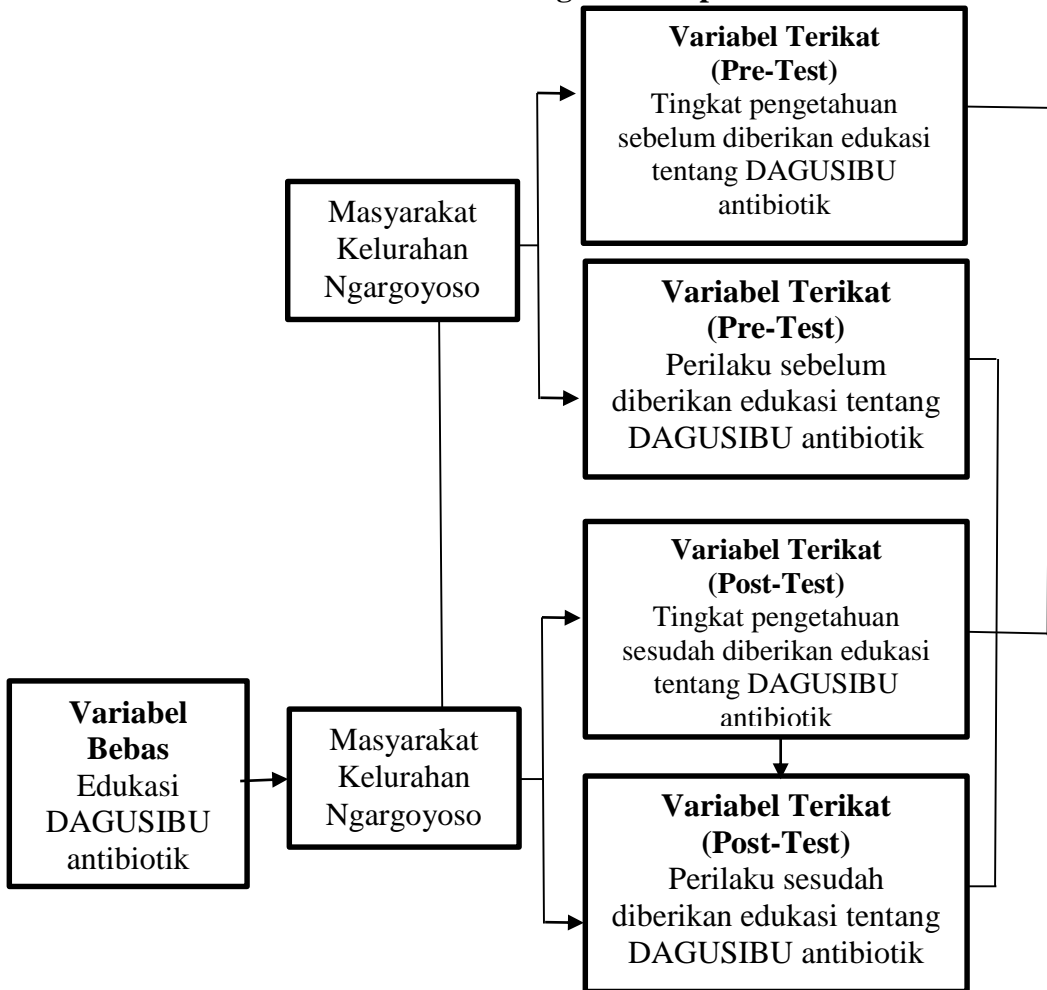 Variabel Terikat
(Pre-Test)
Tingkat pengetahuan
sebelum diberikan edukasi
tentang DAGUSIBU
antibiotik
Masyarakat
Kelurahan
Ngargoyoso
Variabel Terikat
(Pre-Test)
Perilaku sebelum
diberikan edukasi tentang
DAGUSIBU antibiotik
Variabel Terikat
(Post-Test)
Tingkat pengetahuan
sesudah diberikan edukasi
tentang DAGUSIBU
antibiotik
Variabel
Bebas
Edukasi
DAGUSIBU
antibiotik
Masyarakat
Kelurahan
Ngargoyoso
Variabel Terikat
(Post-Test)
Perilaku sesudah
diberikan edukasi tentang
DAGUSIBU antibiotik